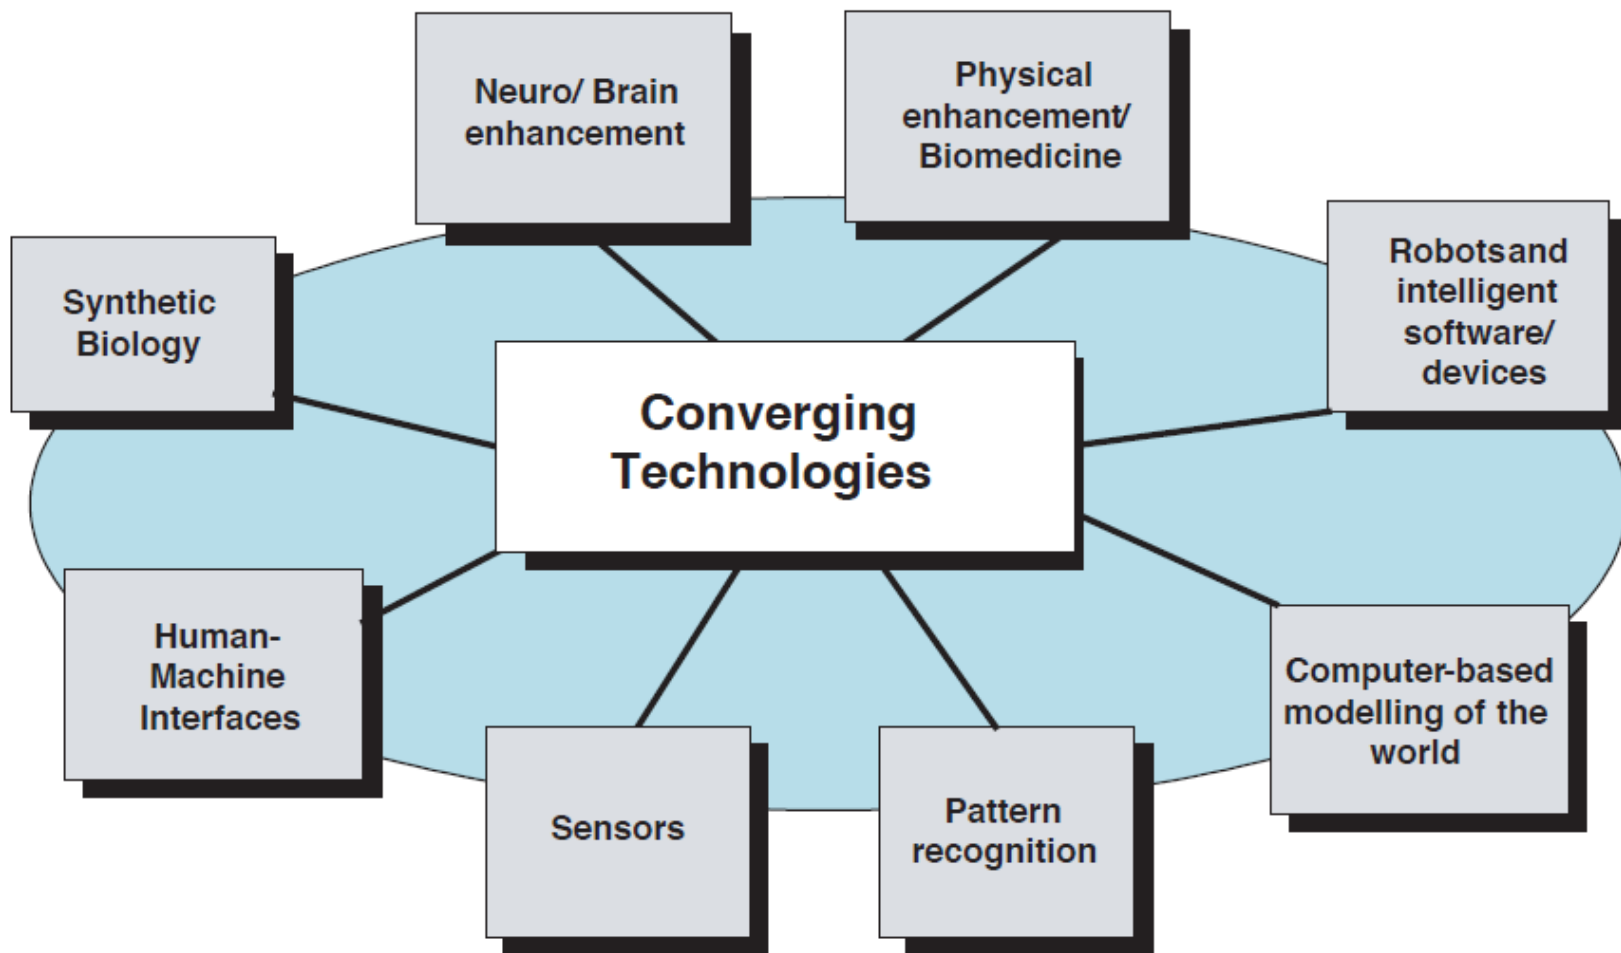 Neuro/ Brain
enhancement
Physical
enhancement/
Biomedicine
Synthetic
Biology
Robotsand
intelligent
software/
devices
Converging
Technologies
Human-
Machine
Interfaces
Computer-based
modelling of the
world
Sensors
Pattern
recognition